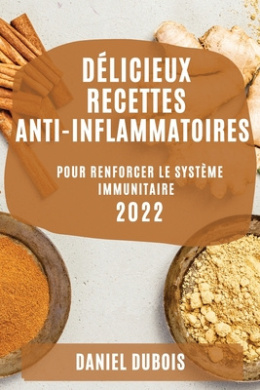 DÉLICIEUX
RECETTES
ANTI-INFLAMMATOIRES
POUR RENFORCER LE SYSTÈME
IMMUNITAIRE
2022
DANIEL DUBOIS